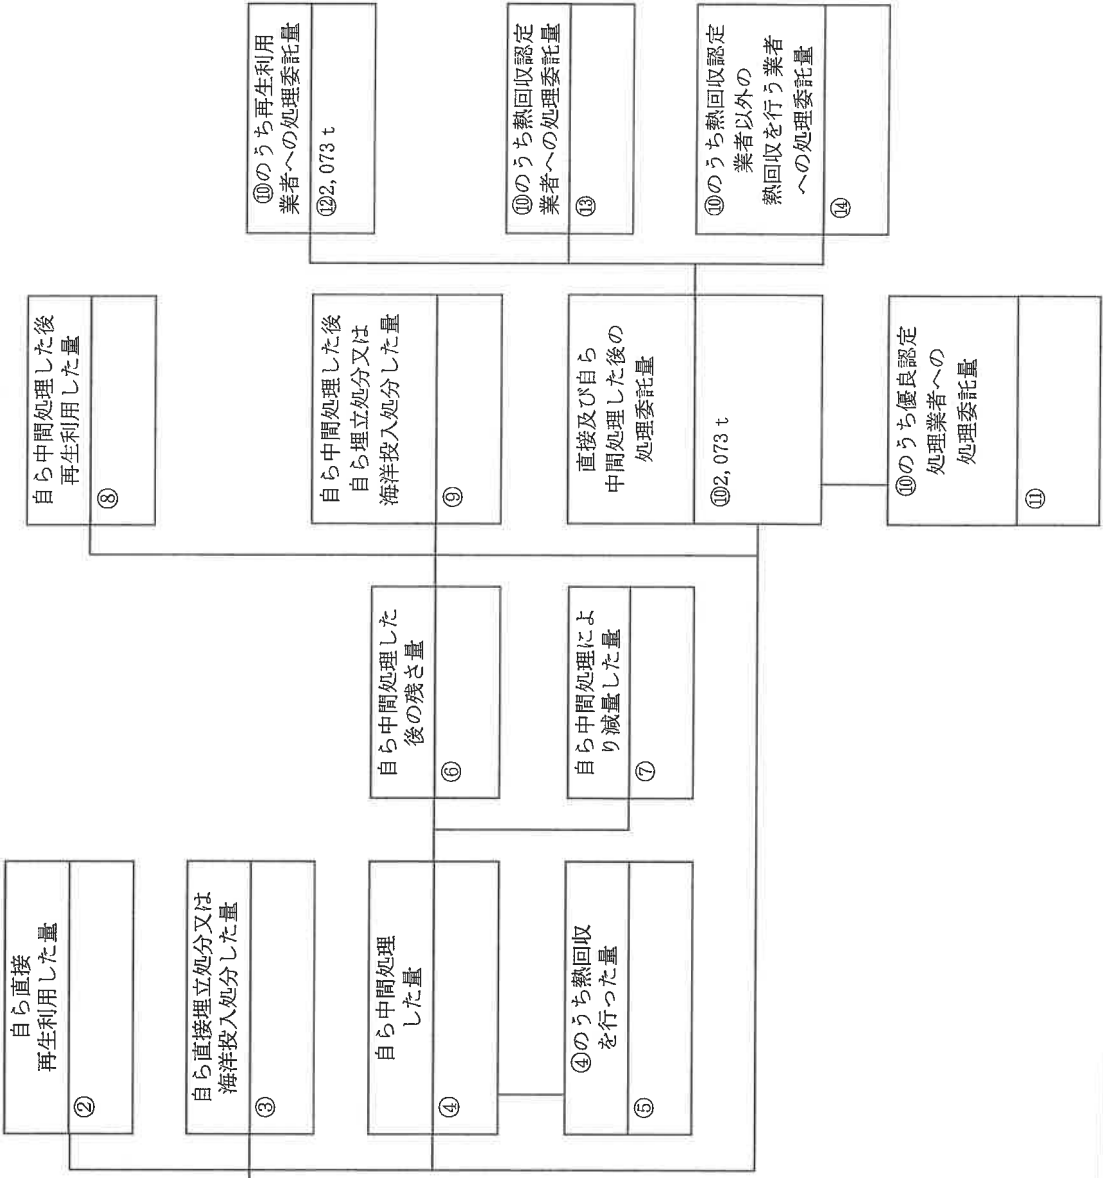 自ら直接
再生利用した量
②
自ら直接埋立処分又は
海洋投入処分した量
③
自ら中間処理
した量
④
④のうち熱回収
を行った量
⑤
自ら中間処理した
後の残さ量
⑥
自ら中間処理によ
り減量した量
⑦
自ら中間処理した後
再生利用した量
⑧
自ら中間処理した後
自ら埋立処分又は
海洋投入処分した量
⑨
直接及び自ら
中間処理した後の
処理委託量
⑩2,073 t
⑩のうち優良認定
処理業者への
処理委託量
⑪
⑩のうち再生利用
業者への処理委託量
⑫2,073 t
⑩のうち熱回収認定
業者への処理委託量
⑬
⑩のうち熱回収認定
業者以外の
熱回収を行う業者
への処理委託量
⑭